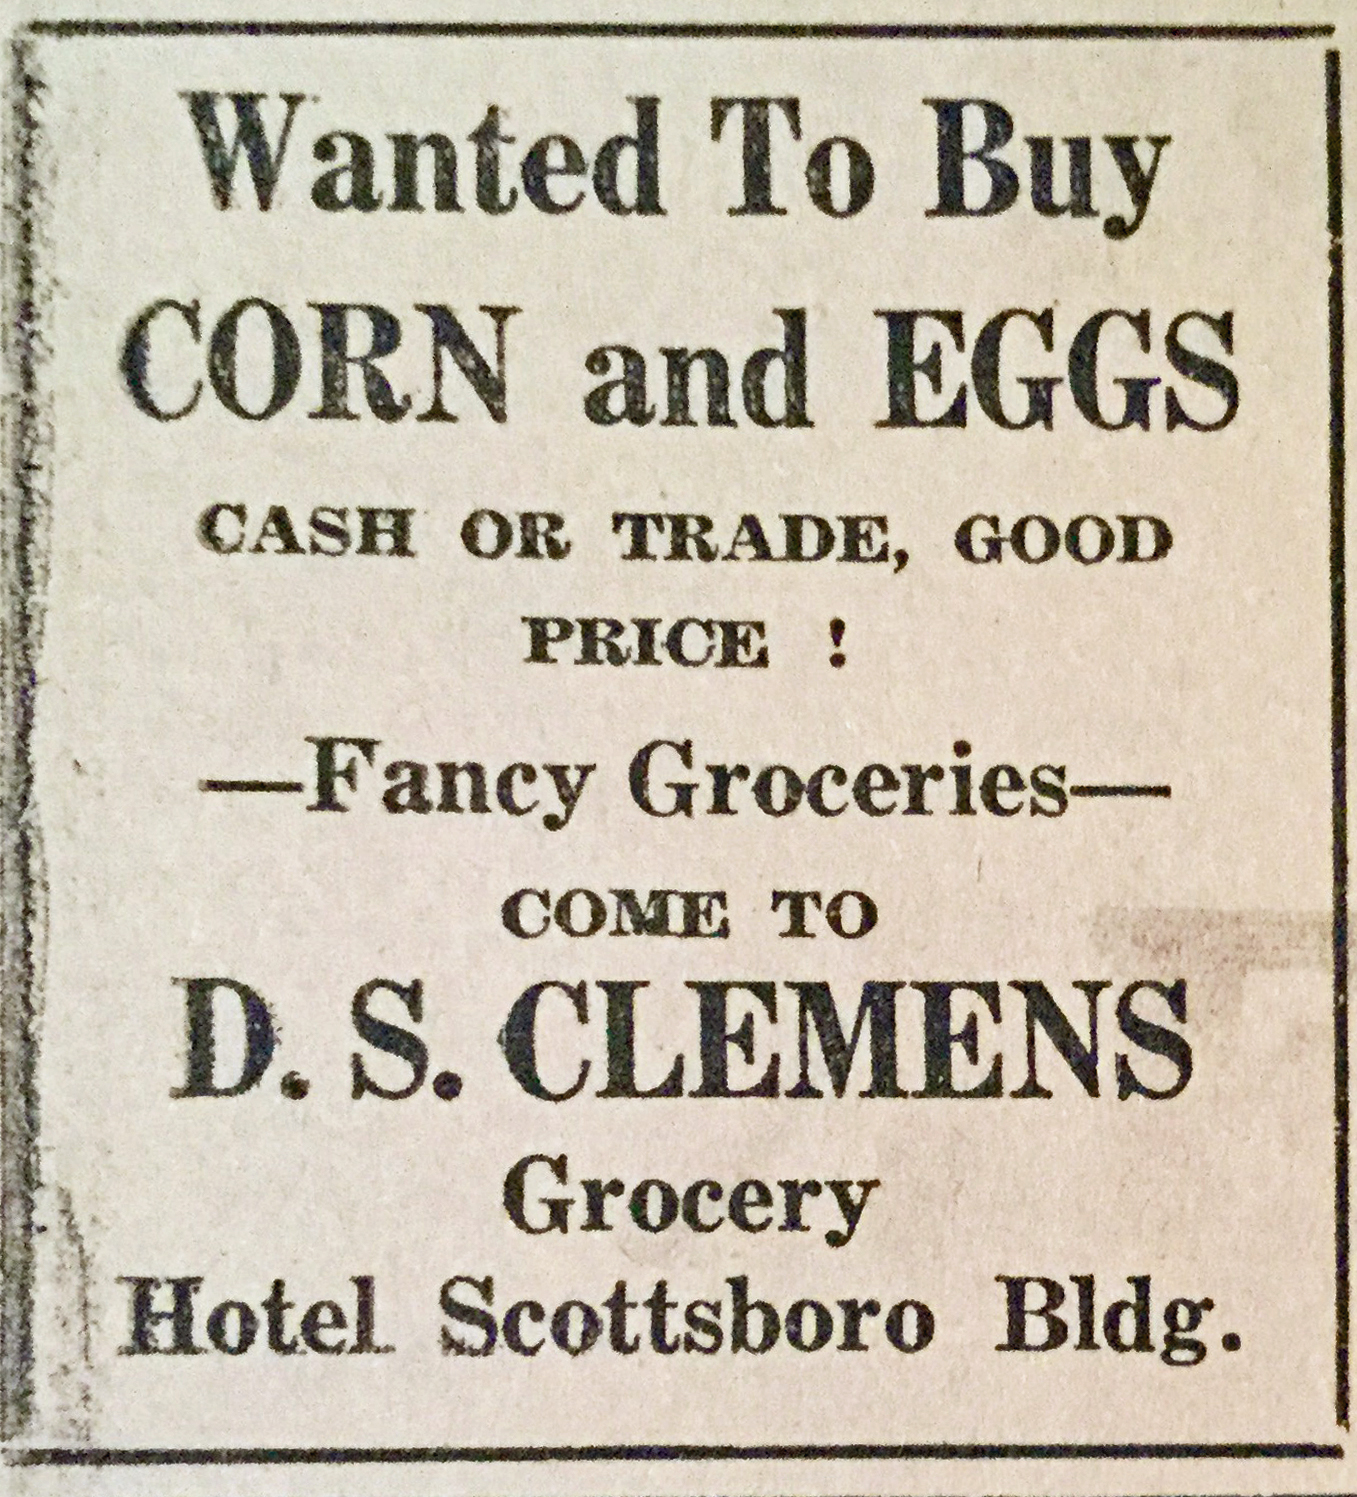 Wanted To Buy
CORN and EGGS
CASH OR TRADE, GOOD
PRICE !
—Fancy Groceries—
COME TO
D. S. CLEMENS
Grocery
Hotel Scottsboro Bldg.